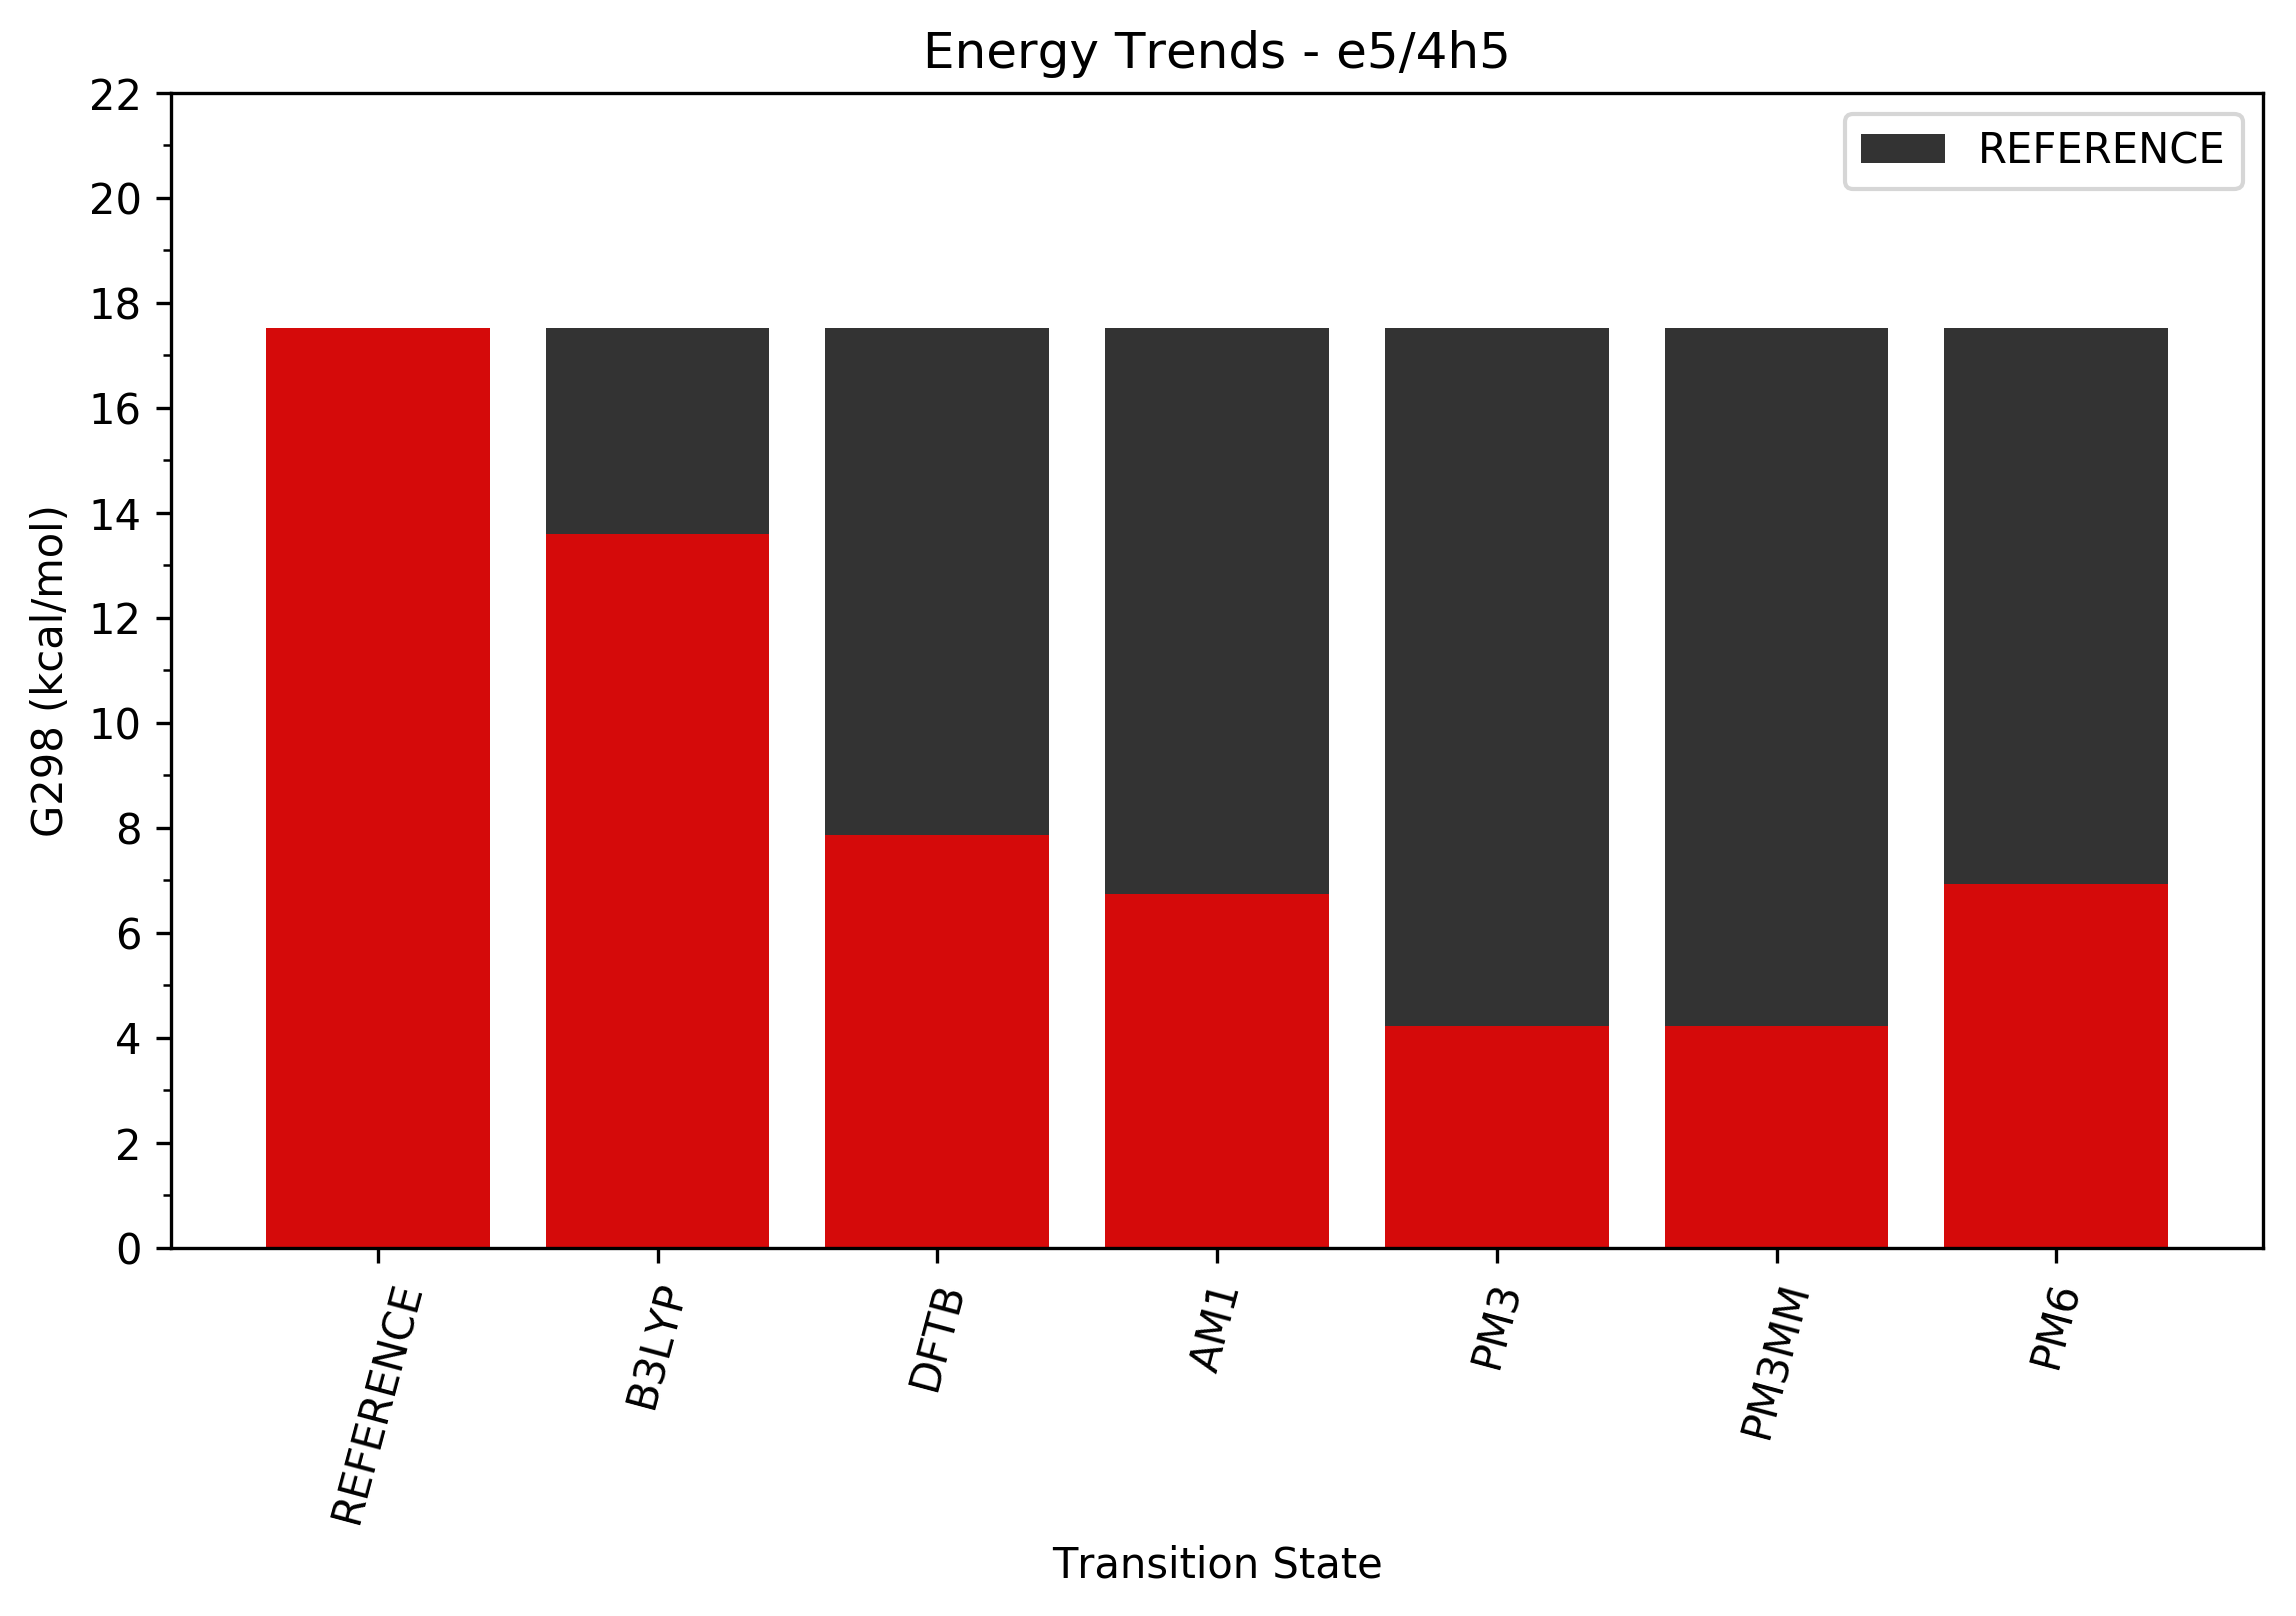 Energy Trends - e5/4h5
REFERENCE
G298 (kcal/mol)
22
20
18
16
14
12
10
8
6
4
2
0
REFERENCE
B3LYP
DFTB
AM1
PM3
PM3MM
PM6
Transition State